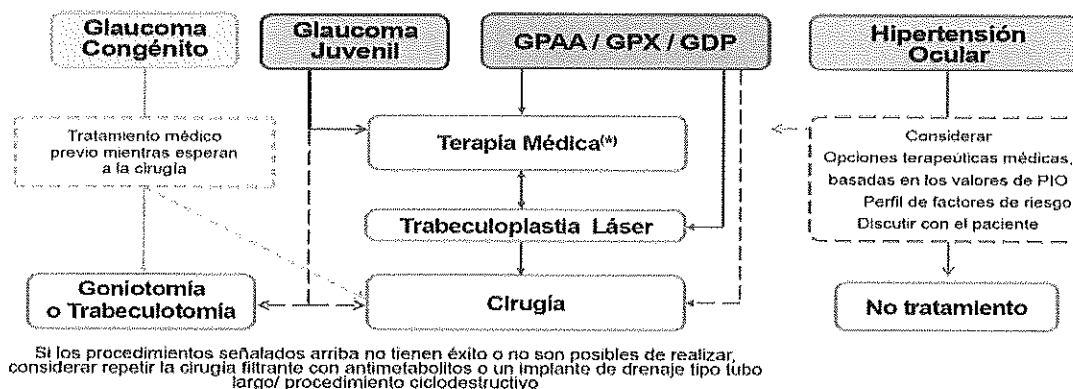 Glaucoma
Congénito
Glaucoma
Juvenil
GPAA / GPX / GDP
Hipertensión
Ocular
Tratamiento médico
previo mientras esperan
a la cirugía
Terapía Médica(*)
Considerar
Opciones terapeúticas médicas,
basadas en los valores de PIO
Perfil de factores de riesgo
Discutir con el paciente
Trabeculoplastia Láser
Goniotomía
o Trabeculotomía
Cirugía
No tratamiento
Si los procedimientos señalados arriba no tienen éxito o no son posibles de realizar,
considerar repetir la cirugía filtrante con antimetabolitos o un implante de drenaje tipo tubo
largo/ procedimiento ciclodestructivo